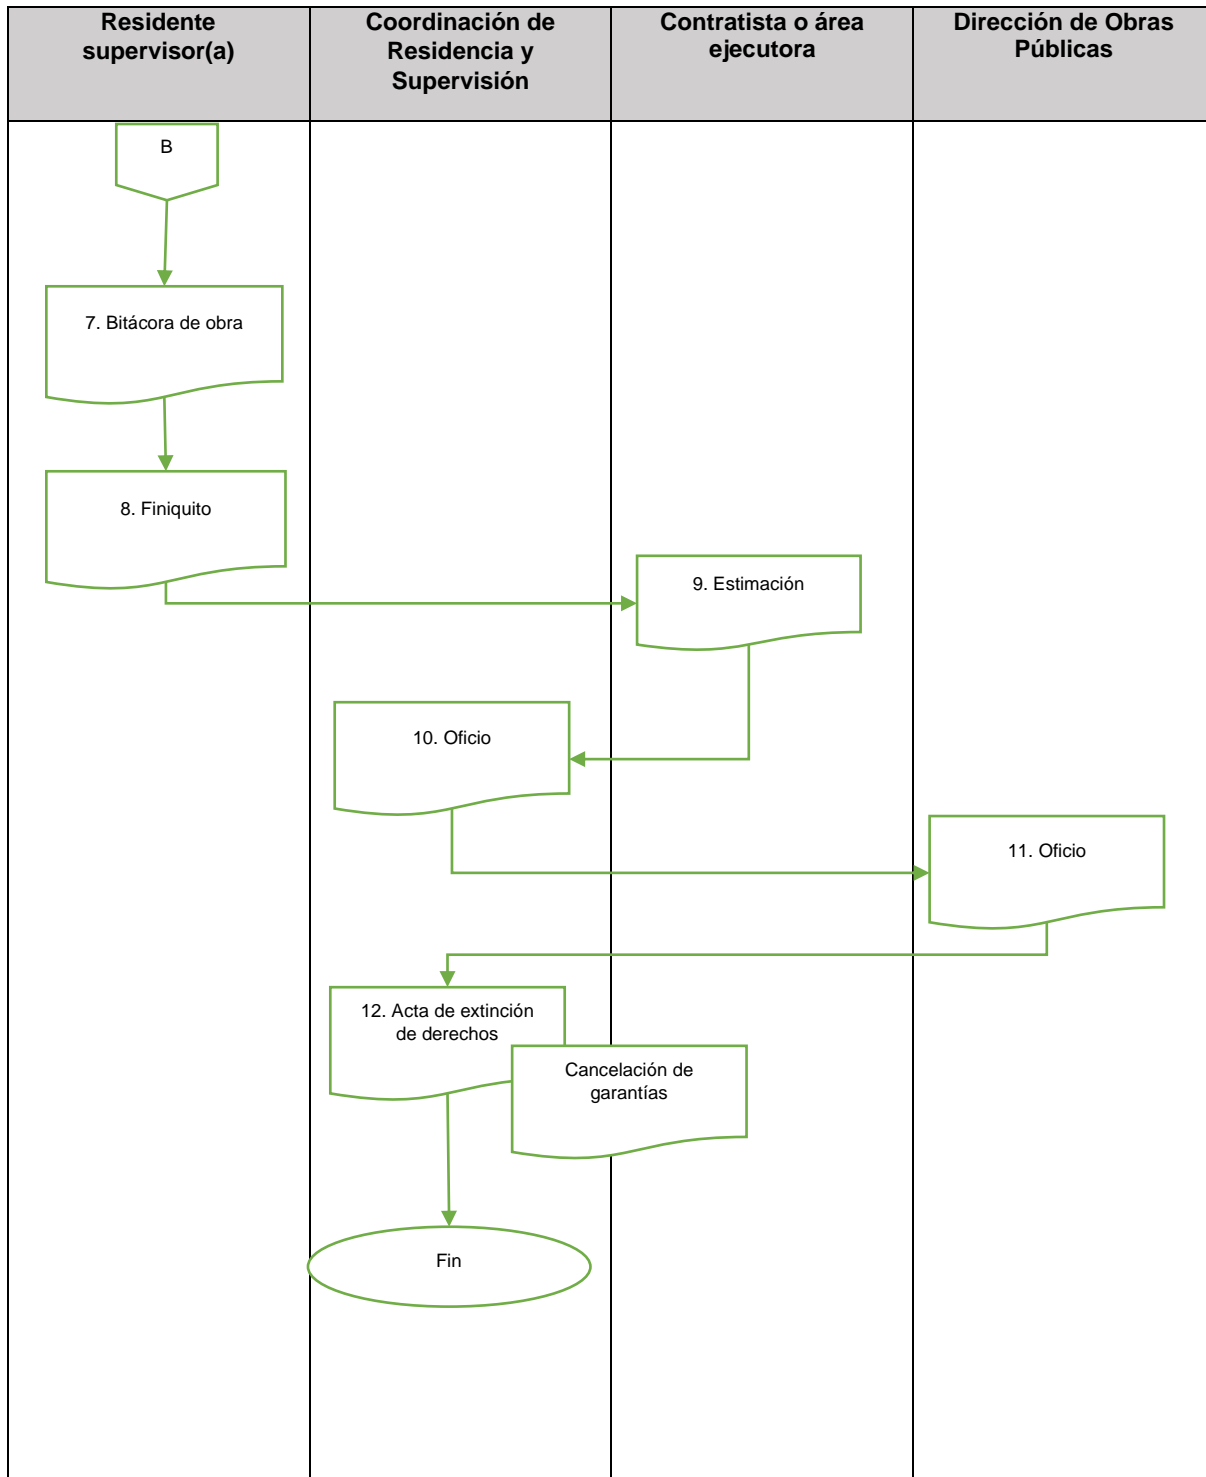 Residente
supervisor(a)
Coordinación de
Residencia y
Supervisión
Contratista o área
ejecutora
Dirección de Obras
Públicas
B
7. Bitácora de obra
8. Finiquito
9. Estimación
10. Oficio
11. Oficio
12. Acta de extinción
de derechos
Cancelación de
garantías
Fin